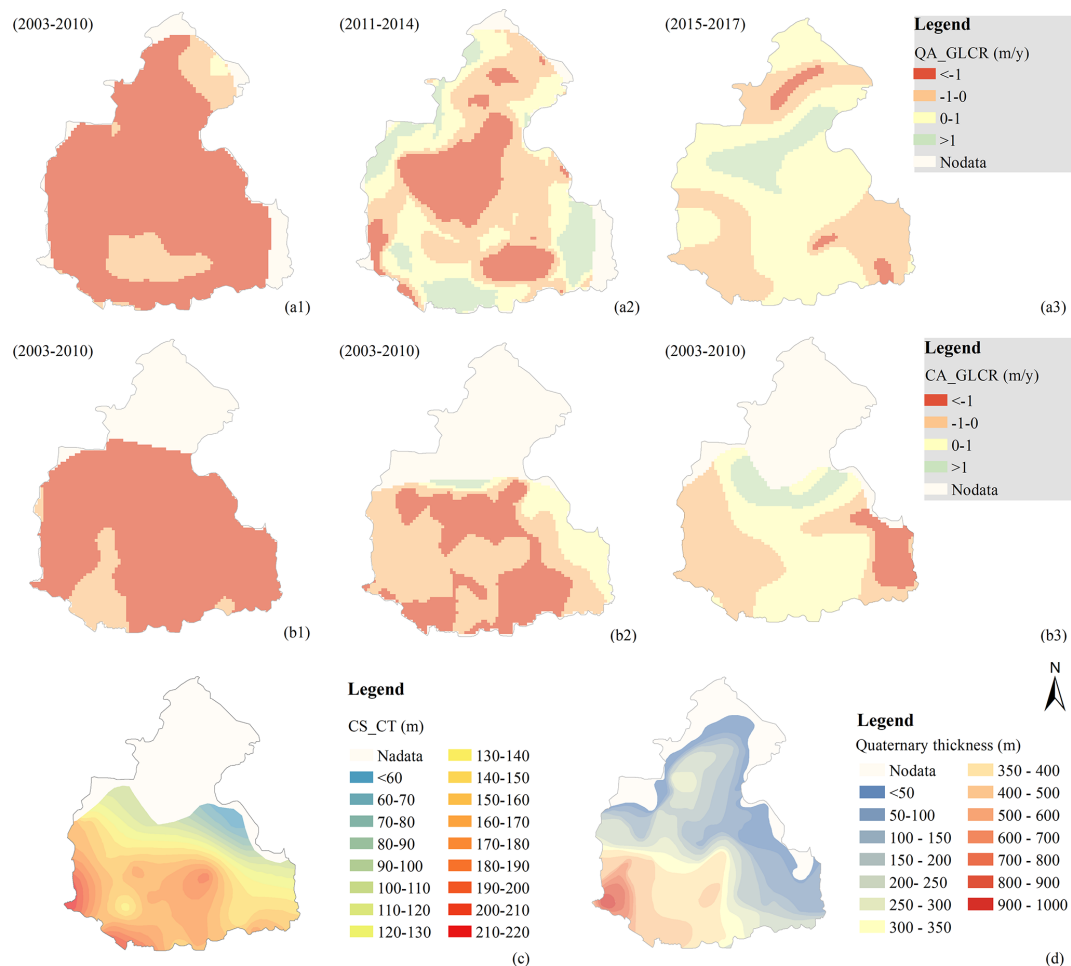 (2003-2010)
(2011-2014)
(2015-2017)
Legend
QA_GLCR (m/y)
<-1
-1-0
0-1
>1
Nodata
(a1)
(a2)
(a3)
(2003-2010)
(2003-2010)
(2003-2010)
Legend
CA_GLCR (m/y)
<-1
-1-0
0-1
>1
Nodata
(b1)
(b2)
(b3)
Legend
CS_CT (m)
Nadata
<60
60-70
70-80
80-90
90-100
100-110
110-120
120-130
130-140
140-150
150-160
160-170
170-180
180-190
190-200
200-210
210-220
(c)
N
Legend
Quaternary thickness (m)
Nodata
<50
50-100
100 - 150
150 - 200
200- 250
250 - 300
300 - 350
350 - 400
400 - 500
500 - 600
600 - 700
700 - 800
800 - 900
900 - 1000
(d)